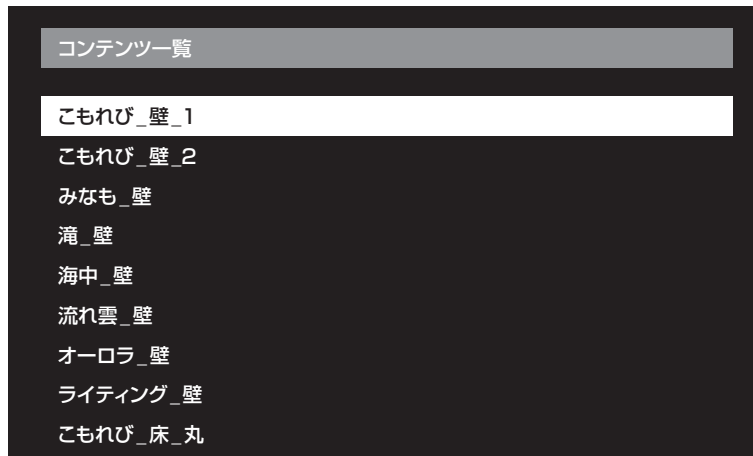 コンテンツ一覧
こもれび_壁_1
こもれび_壁_2
みなも_壁
滝_壁
海中_壁
流れ雲_壁
オーロラ_壁
ライティング_壁
こもれび_床_丸